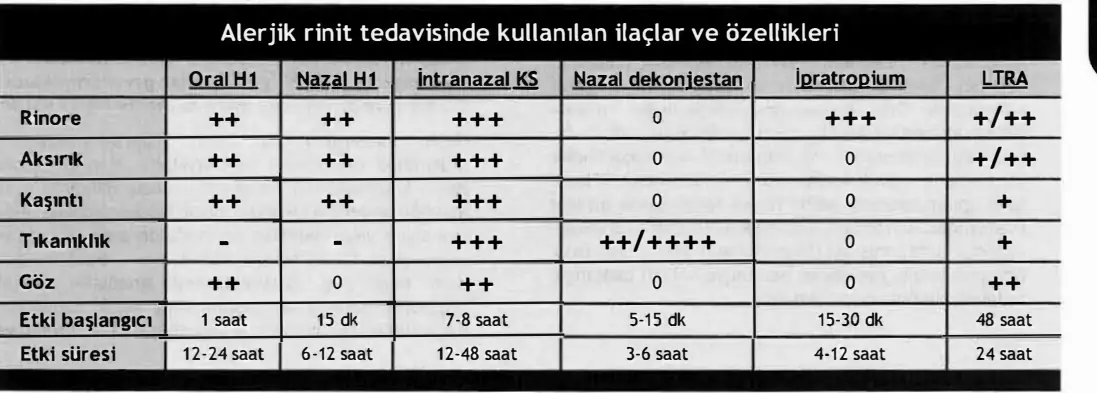 Alerjik rinit tedavisinde kullanılan ilaçlar ve özellikleri
Oral H1 Nazal H1 İntranazal KS Nazal dekonjestan İpratropium LTRA
Rinore ++ ++ +++ 0 +++ +/++
Aksırık ++ ++ +++ 0 0 +/++
Kaşıntı ++ ++ +++ 0 0 +
Tıkanıklık - + +++ ++/++++ 0 +
Göz ++ 0 ++ 0 0 ++
Etki başlangıcı 1 saat 15 dk 7-8 saat 5-15 dk 15-30 dk 48 saat
Etki süresi 12-24 saat 6-12 saat 12-48 saat 3-6 saat 4-12 saat 24 saat